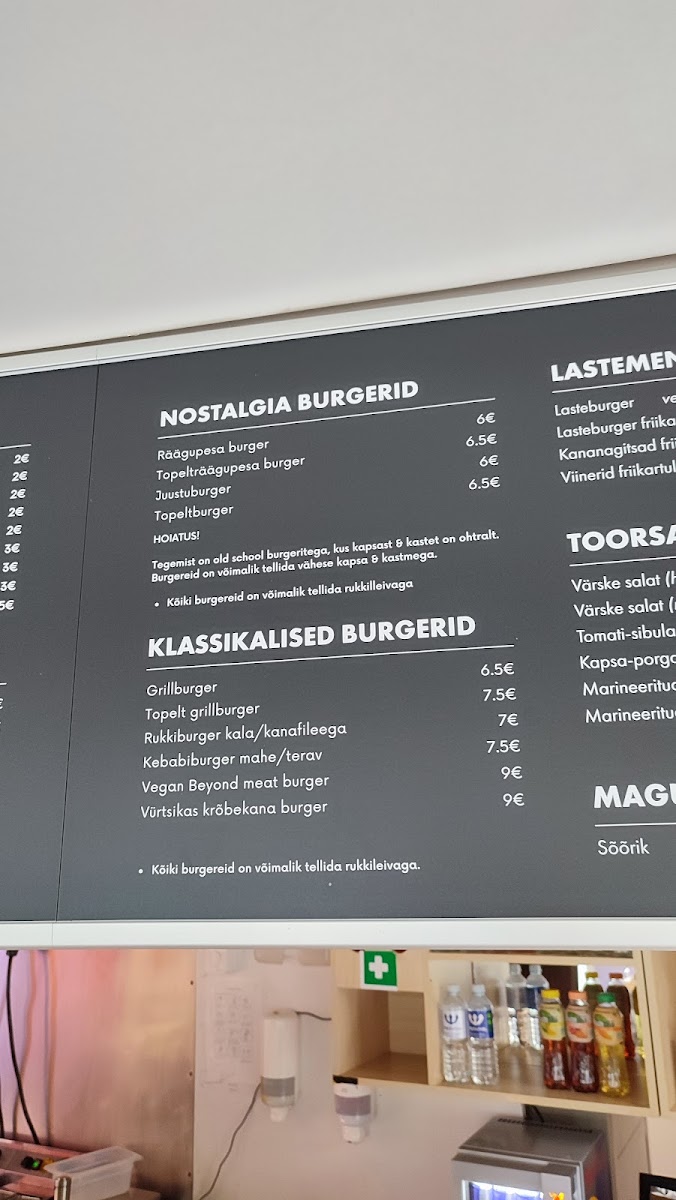 2€
2€
2€
2€
2€
3€
3€
3€
5€
NOSTALGIA BURGERID
Räägupesa burger 6€
Topelträägupesa burger 6.5€
Juustuburger 6€
Topeltburger 6.5€
HOIATUS!
Tegemist on old school burgeritega, kus kapsast & kastet on ohtralt.
Burgereid on võimalik tellida vähese kapsa & kastmega.
• Kõiki burgereid on võimalik tellida rukkilleivaga
KLASSIKALISED BURGERID
Grillburger 6.5€
Topelt grillburger 7.5€
Rukkiburger kala/kanafileega 7€
Kebabiburger mahe/terav 7.5€
Vegan Beyond meat burger 9€
Vürtsikas krõbekana burger 9€
• Kõiki burgereid on võimalik tellida rukkileivaga.
LASTEMEN
Lasteburger ve
Lasteburger friika
Kananagitsad fri
Viinerid friikartul
TOORSA
Värske salat (
Värske salat (
Tomati-sibula
Kapsa-porga
Marineeritud
Marineeritu
MAGU
Sõõrik